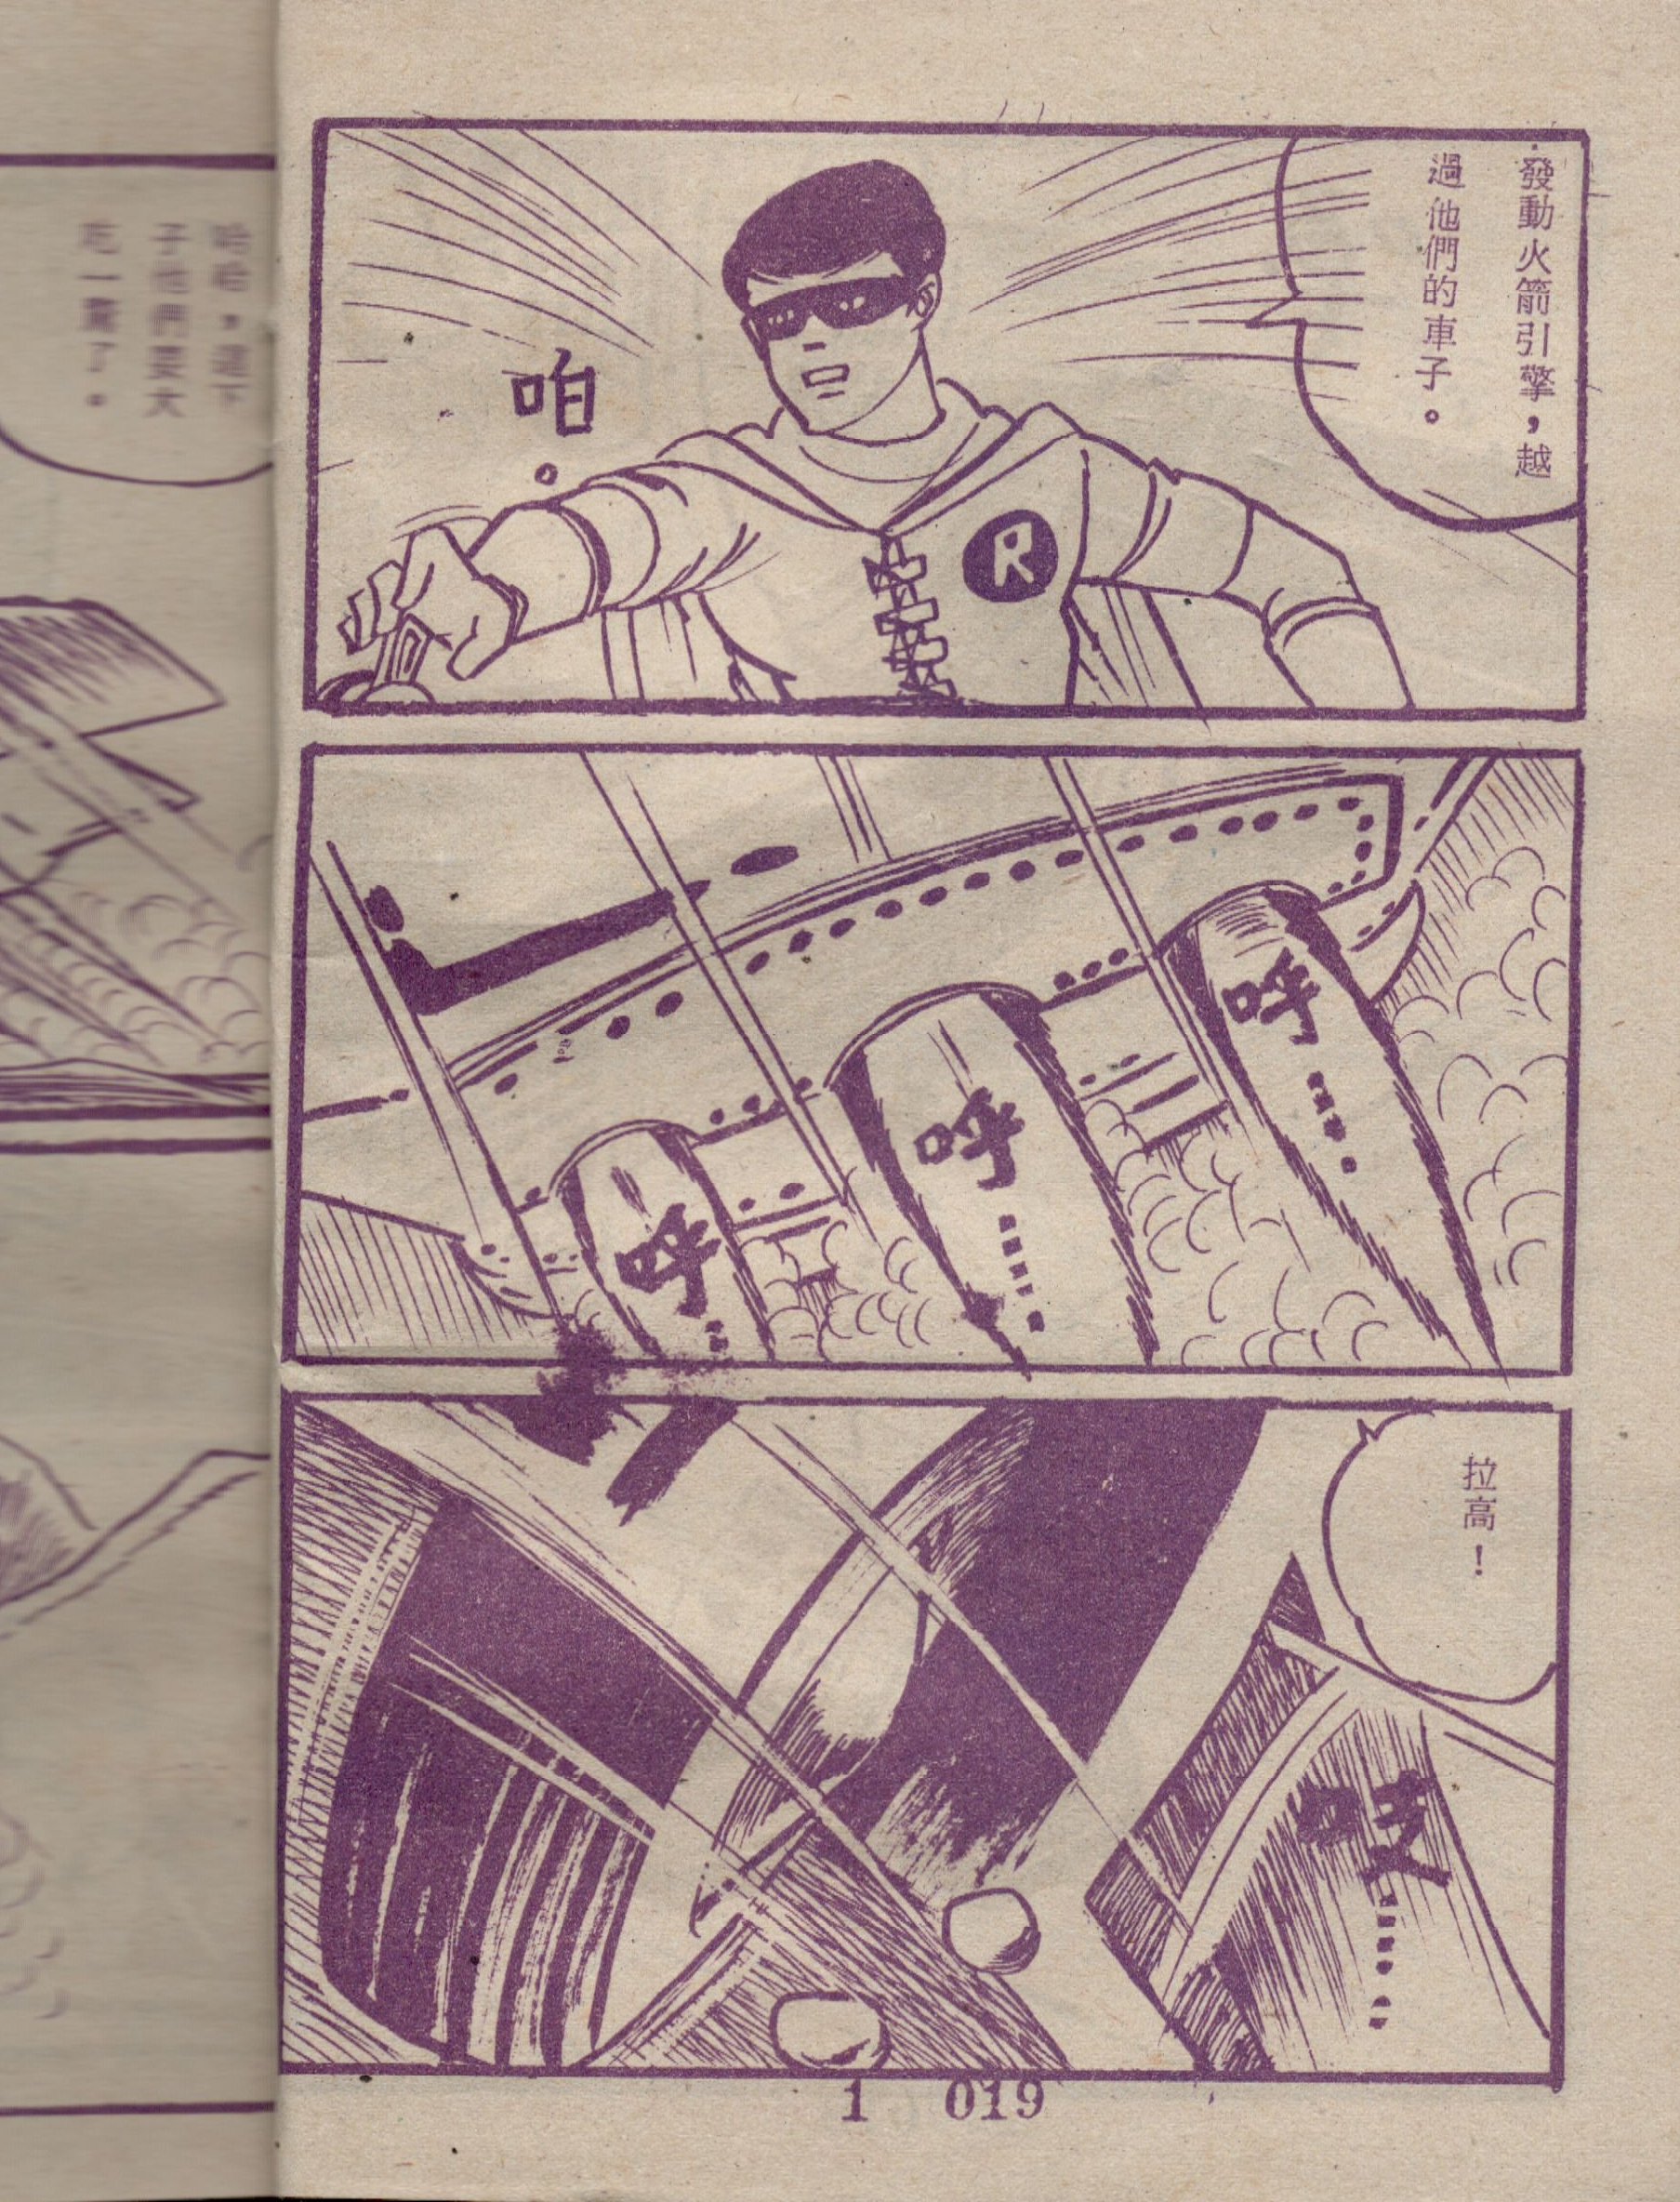 發動火箭引擎，越
過他們的車子。
咱。
R
呼……。
呼……。
呼……
拉高！
哈哈，這下
子他們要大
吃一驚了。
1 019